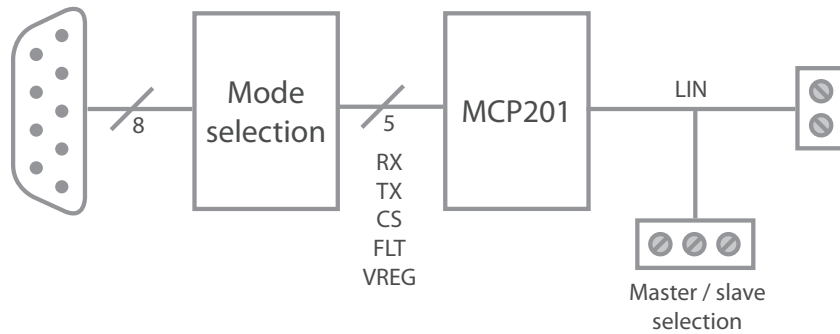 8
Mode
selection
5
RX
TX
CS
FLT
VREG
MCP201
LIN
Master / slave
selection